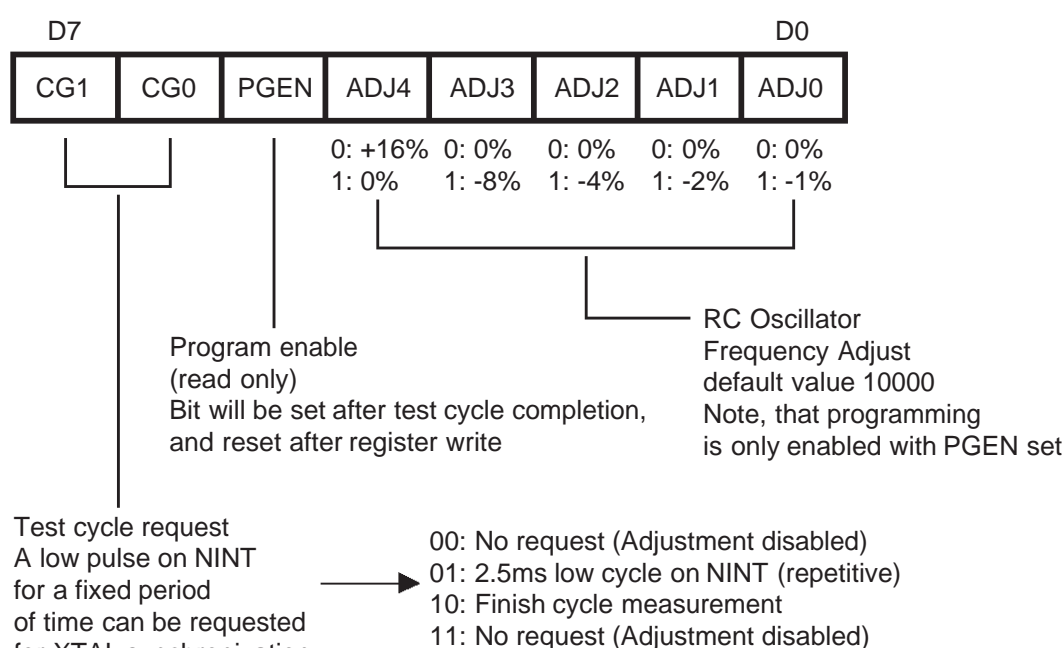 D7 D0
CG1 CG0 PGEN ADJ4 ADJ3 ADJ2 ADJ1 ADJ0
0: +16% 0: 0% 0: 0% 0: 0% 0: 0%
1: 0% 1: -8% 1: -4% 1: -2% 1: -1%
RC Oscillator
Frequency Adjust
default value 10000
Note, that programming
is only enabled with PGEN set
Program enable
(read only)
Bit will be set after test cycle completion,
and reset after register write
Test cycle request
A low pulse on NINT
for a fixed period
of time can be requested
for XTAL synchronisation
00: No request (Adjustment disabled)
01: 2.5ms low cycle on NINT (repetitive)
10: Finish cycle measurement
11: No request (Adjustment disabled)